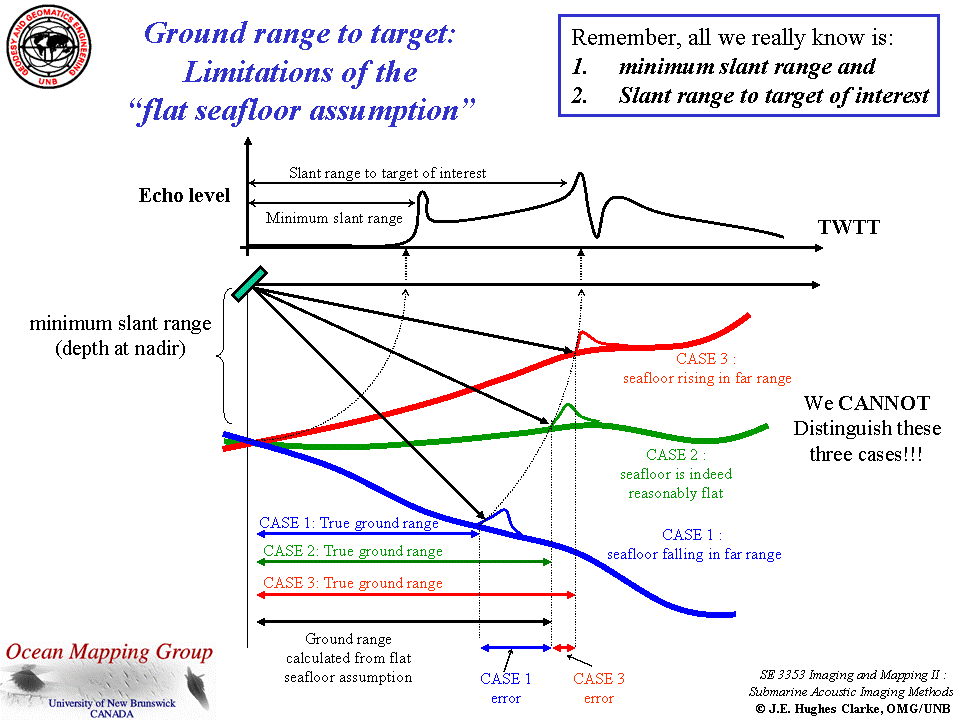 GEODESY AND GEOMATICS ENGINEERING
UNB
Ground range to target:
Limitations of the
“flat seafloor assumption”
Remember, all we really know is:
1. minimum slant range and
2. Slant range to target of interest
Echo level
Slant range to target of interest
Minimum slant range
TWTT
minimum slant range
(depth at nadir)
CASE 3 :
seafloor rising in far range
We CANNOT
Distinguish these
three cases!!!
CASE 2 :
seafloor is indeed
reasonably flat
CASE 1 :
seafloor falling in far range
CASE 1: True ground range
CASE 2: True ground range
CASE 3: True ground range
Ground range
calculated from flat
seafloor assumption
CASE 1
error
CASE 3
error
Ocean Mapping Group
University of New Brunswick
CANADA
SE 3353 Imaging and Mapping II :
Submarine Acoustic Imaging Methods
© J.E. Hughes Clarke, OMG/UNB